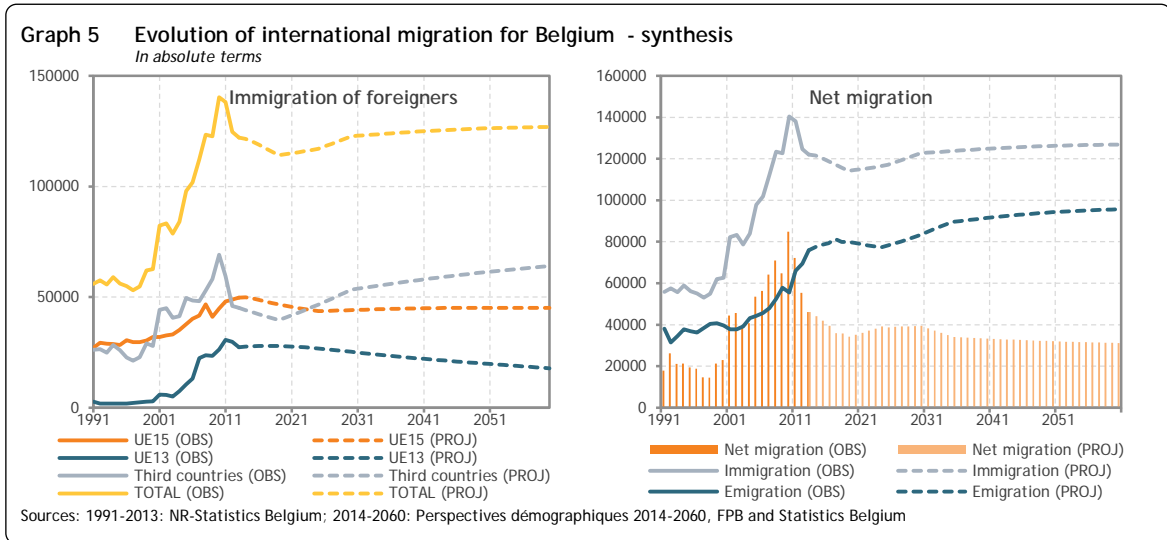 Graph 5 Evolution of international migration for Belgium - synthesis
In absolute terms
Immigration of foreigners
150000
100000
50000
0
1991 2001 2011 2021 2031 2041 2051
UE15 (OBS) UE15 (PROJ)
UE13 (OBS) UE13 (PROJ)
Third countries (OBS) Third countries (PROJ)
TOTAL (OBS) TOTAL (PROJ)
Net migration
160000
140000
120000
100000
80000
60000
40000
20000
0
1991 2001 2011 2021 2031 2041 2051
Net migration (OBS) Net migration (PROJ)
Immigration (OBS) Immigration (PROJ)
Emigration (OBS) Emigration (PROJ)
Sources: 1991-2013: NR-Statistics Belgium; 2014-2060: Perspectives démographiques 2014-2060, FPB and Statistics Belgium